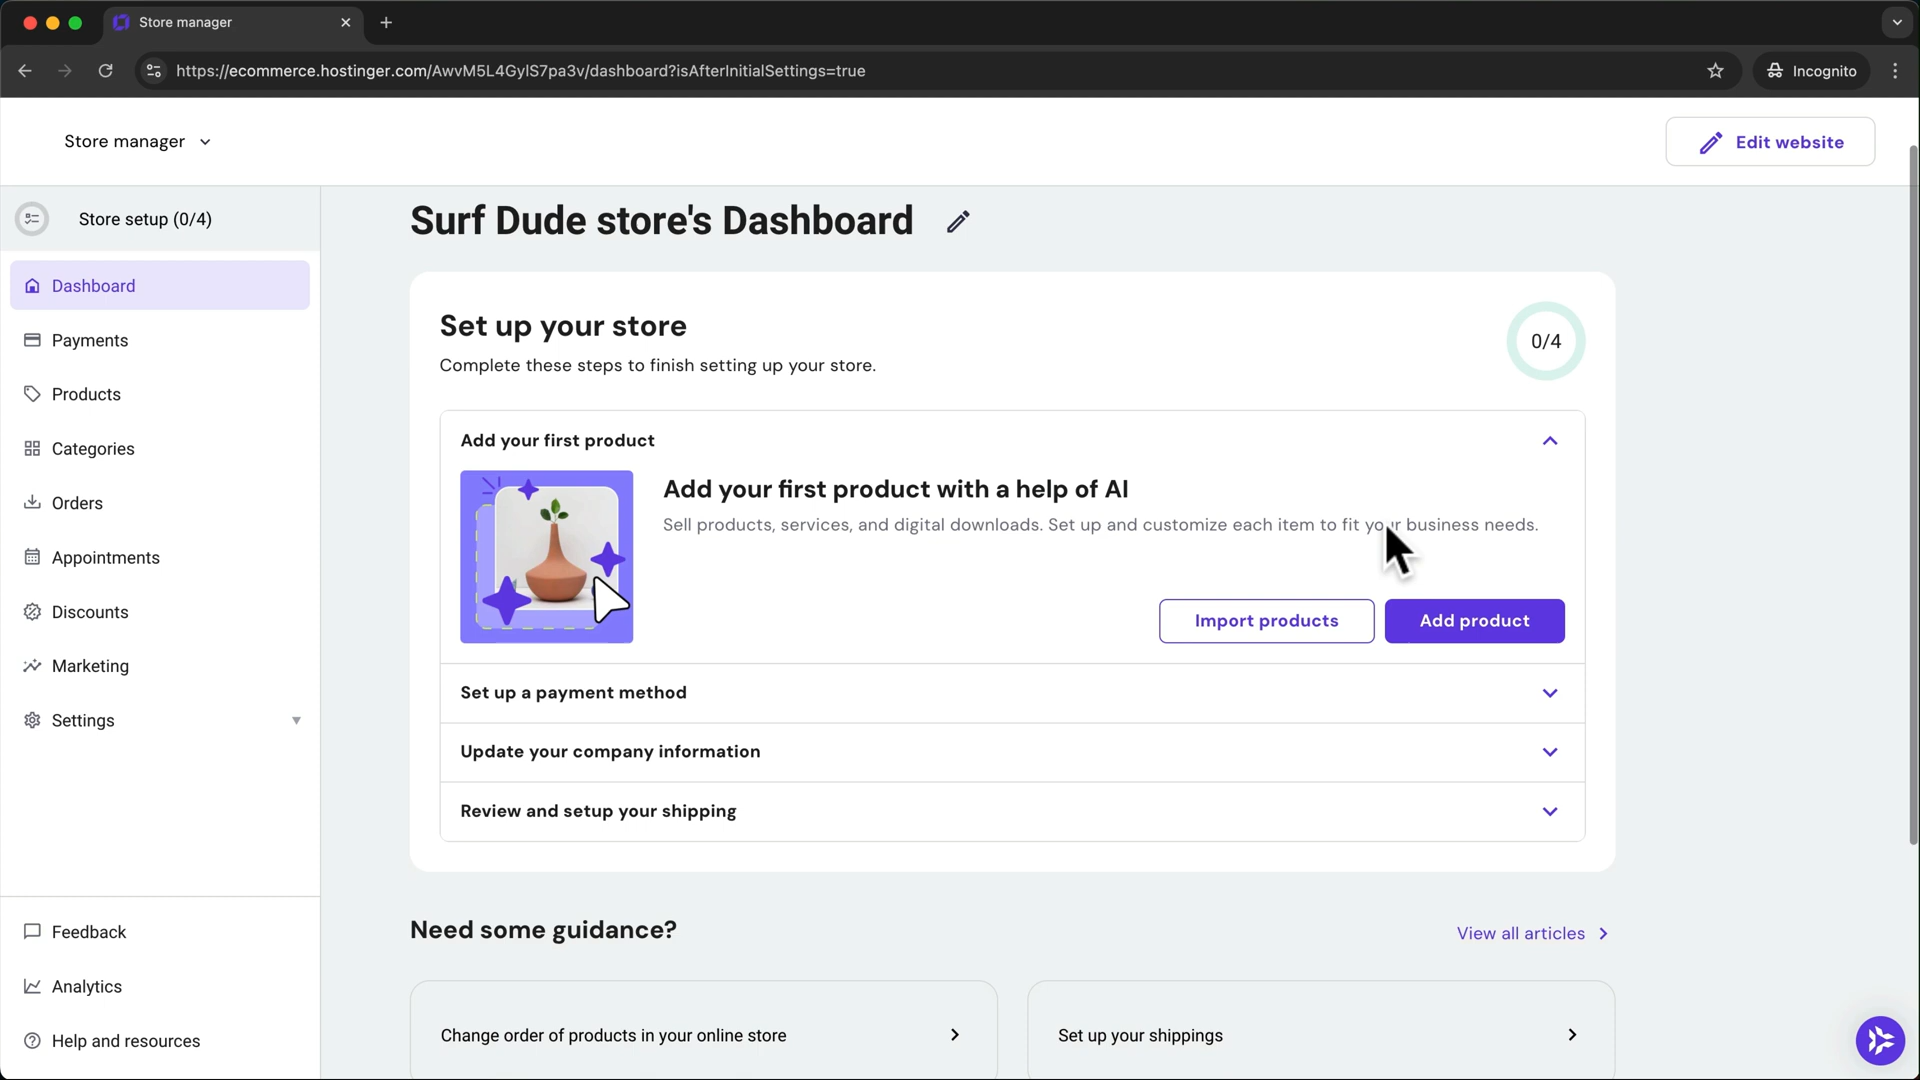 Store manager
https://ecommerce.hostinger.com/AwvM5L4GylS7pa3v/dashboard?isAfterInitialSettings=true
Incognito
Store manager
Edit website
Store setup (0/4)
Dashboard
Payments
Products
Categories
Orders
Appointments
Discounts
Marketing
Settings
Feedback
Analytics
Help and resources
Surf Dude store's Dashboard
Set up your store
Complete these steps to finish setting up your store.
0/4
Add your first product
Add your first product with a help of AI
Sell products, services, and digital downloads. Set up and customize each item to fit your business needs.
Import products
Add product
Set up a payment method
Update your company information
Review and setup your shipping
Need some guidance?
View all articles
Change order of products in your online store
Set up your shippings